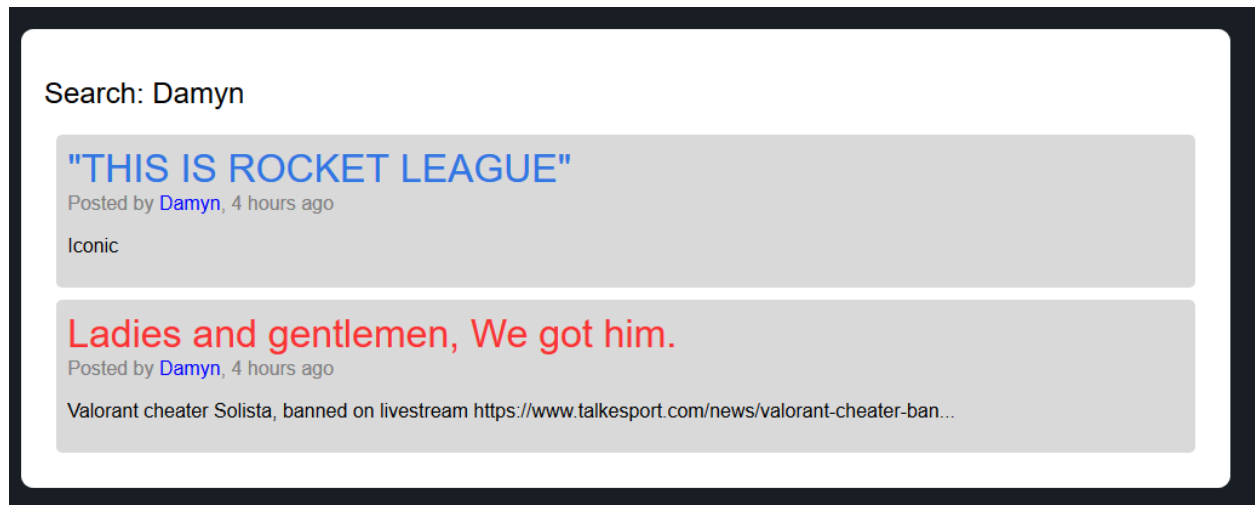 Search: Damyn
"THIS IS ROCKET LEAGUE"
Posted by Damyn, 4 hours ago
Iconic
Ladies and gentlemen, We got him.
Posted by Damyn, 4 hours ago
Valorant cheater Solista, banned on livestream https://www.talkesport.com/news/valorant-cheater-ban...